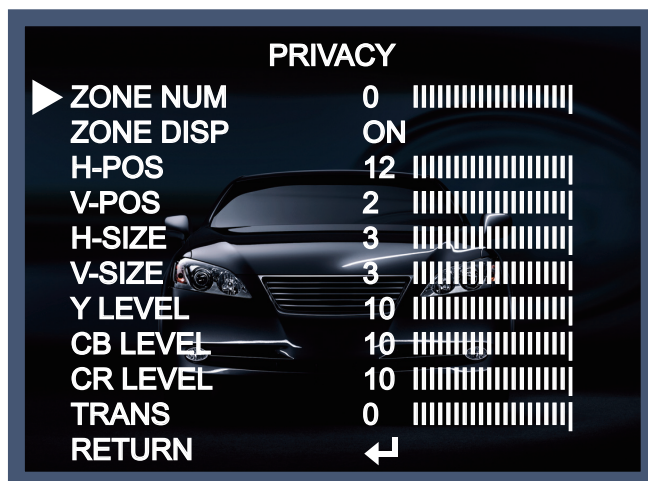 PRIVACY
ZONE NUM 0
ZONE DISP ON
H-POS 12
V-POS 2
H-SIZE 3
V-SIZE 3
Y LEVEL 10
CB LEVEL 10
CR LEVEL 10
TRANS 0
RETURN